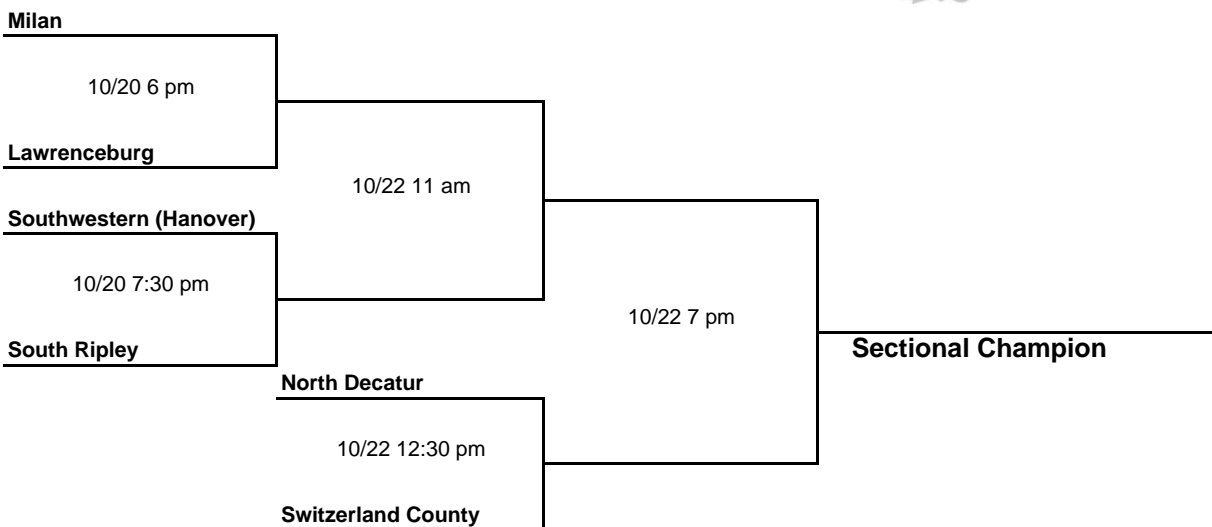 Milan
10/20 6 pm
Lawrenceburg
10/22 11 am
Southwestern (Hanover)
10/20 7:30 pm
10/22 7 pm
South Ripley
Sectional Champion
North Decatur
10/22 12:30 pm
Switzerland County